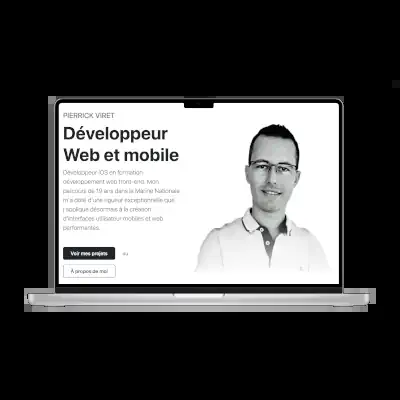 PIERRICK VIRET
Développeur
Web et mobile
Développeur iOS en formation
développement web front-end. Mon
parcours de 19 ans dans la Marine Nationale
m'a doté d'une rigueur exceptionnelle que
j'applique désormais à la création
d'interfaces utilisateur mobiles et web
performantes.
Voir mes projets
À propos de moi